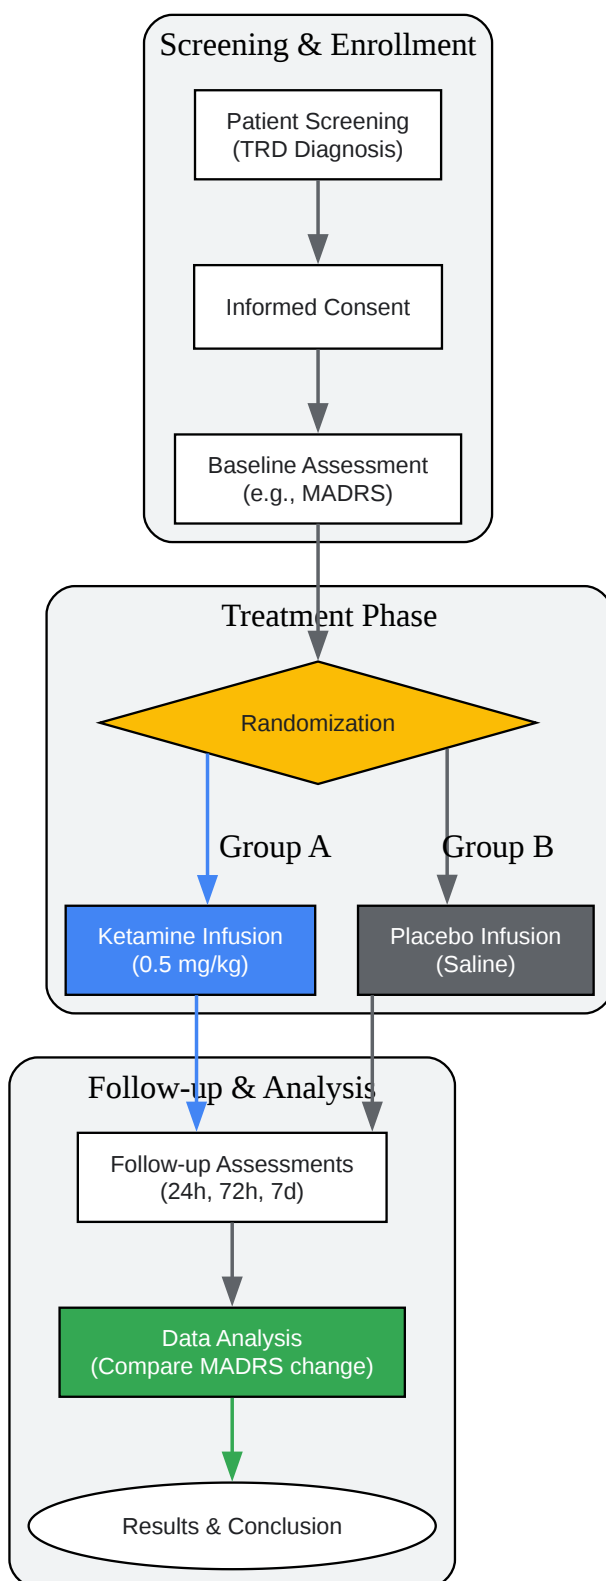 Screening & Enrollment
Patient Screening
(TRD Diagnosis)
Informed Consent
Baseline Assessment
(e.g., MADRS)
Treatment Phase
Randomization
Group A
Group B
Ketamine Infusion
(0.5 mg/kg)
Placebo Infusion
(Saline)
Follow-up & Analysis
Follow-up Assessments
(24h, 72h, 7d)
Data Analysis
(Compare MADRS change)
Results & Conclusion